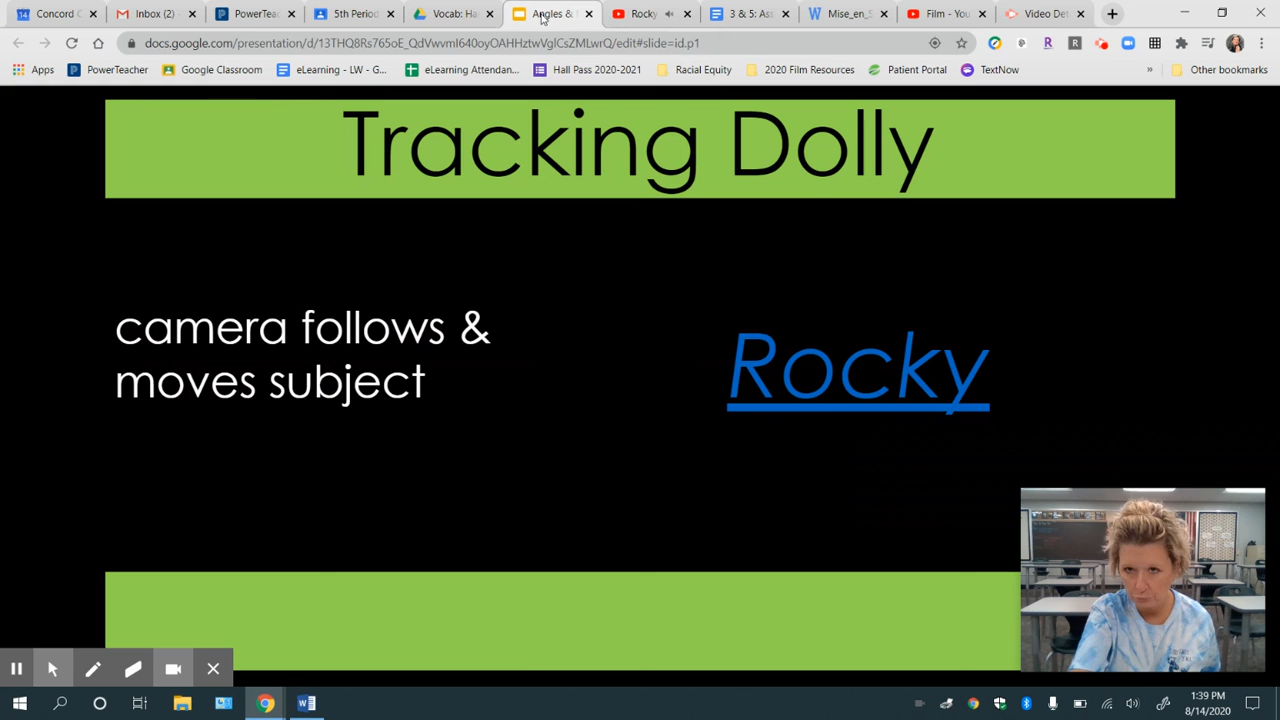 Concord C
Inbox (2)
PowerTea
5th Period
Vocab: Ha
Angles &
Rocky
3 & 5: Ass
Mise_en_S
Film - You
Video Det
docs.google.com/presentation/d/13THQ8Rs765oE_QdVwvmI640oyOAHHztwVglCsZMLwrQ/edit#slide=id.p1
Apps
PowerTeacher
Google Classroom
eLearning - LW - G...
eLearning Attendan...
Hall Pass 2020-2021
Racial Equity
2020 Film Resources
Patient Portal
TextNow
»
Other bookmarks
Tracking Dolly
camera follows &
moves subject
Rocky
1:39 PM
8/14/2020